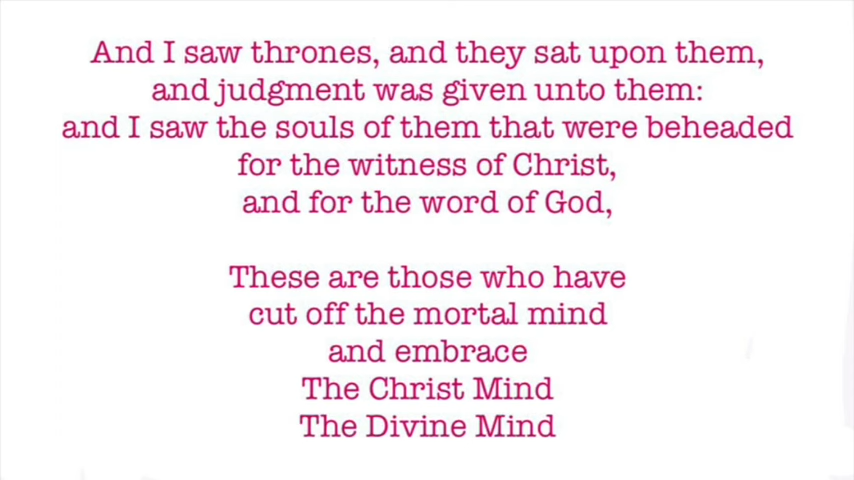 And I saw thrones, and they sat upon them,
and judgment was given unto them:
and I saw the souls of them that were beheaded
for the witness of Christ,
and for the word of God,
These are those who have
cut off the mortal mind
and embrace
The Christ Mind
The Divine Mind